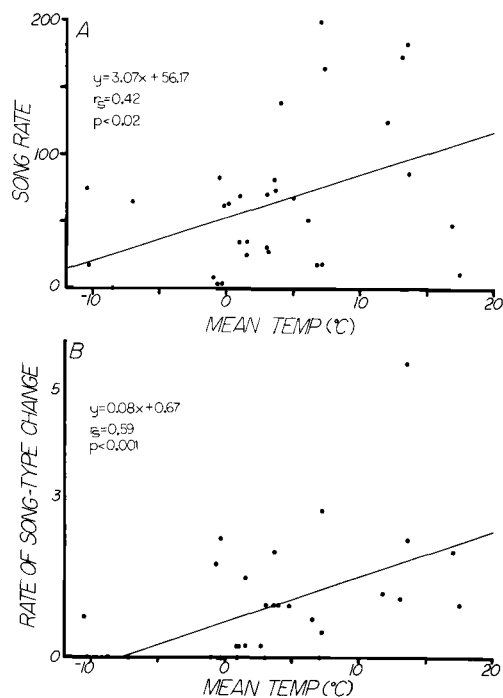 200
A
y=3.07x+56.17
rs=0.42
p<0.02
100
SONG RATE
0
-10
0
10
20
MEAN TEMP (°C)
B
5
y=0.08x+0.67
rs=0.59
p<0.001
3
RATE OF SONG-TYPE CHANGE
0
-10
0
10
20
MEAN TEMP (°C)